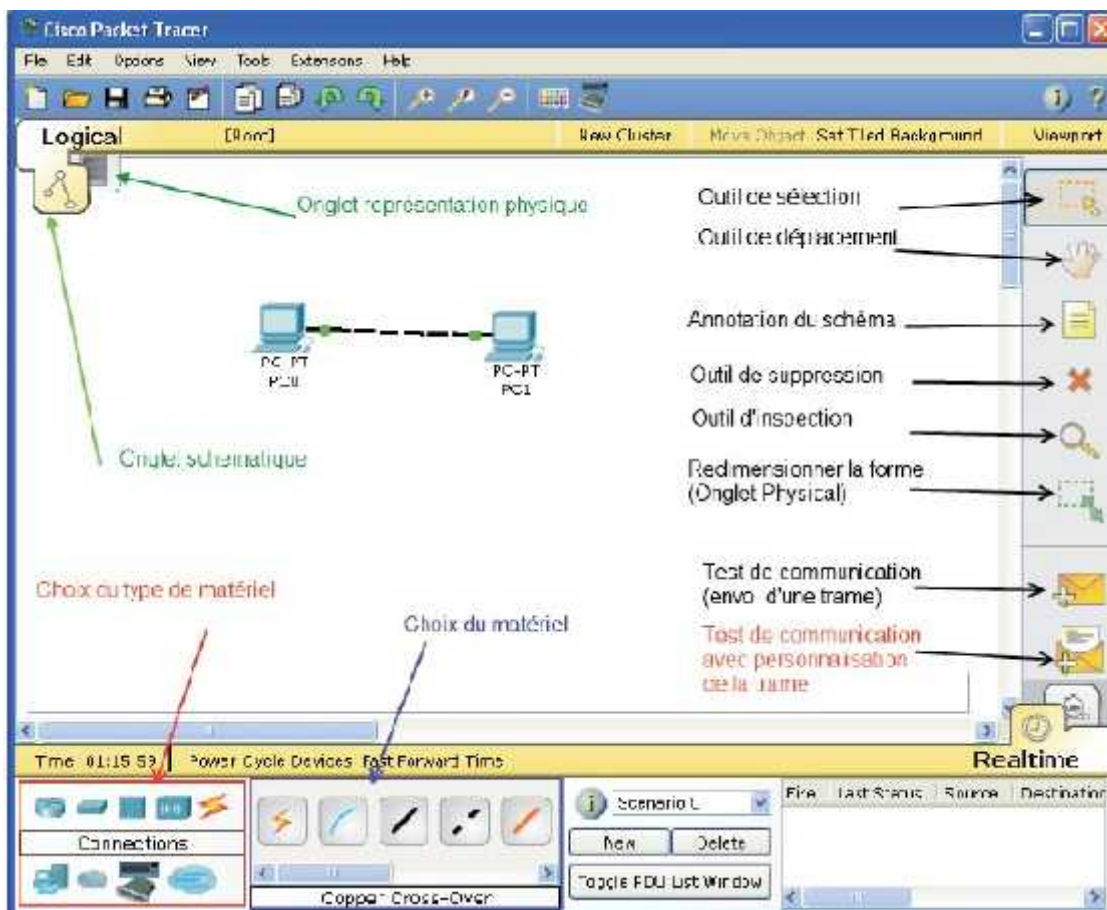 Cisco Packet Tracer
File Edit Options View Tools Extensions Help
Logical [Root] New Cluster Move Object Set Tiled Background Viewport
Onglet représentation physique
Outil de sélection
Outil de déplacement
Annotation du schéma
PC-PT
PC0
PC-PT
PC1
Outil de suppression
Outil d'inspection
Onglet schématique
Redimensionner la forme
(Onglet Physical)
Choix du type de matériel
Choix du matériel
Test de communication
(envoi d'une trame)
Test de communication
avec personnalisation
de la trame
Time 01:15:59 Power Cycle Devices Fast Forward Time Realtime
Scenario 0
Fire Last Status Source Destination
Connections
New Delete
Toggle PDU List Window
Copper Cross-Over